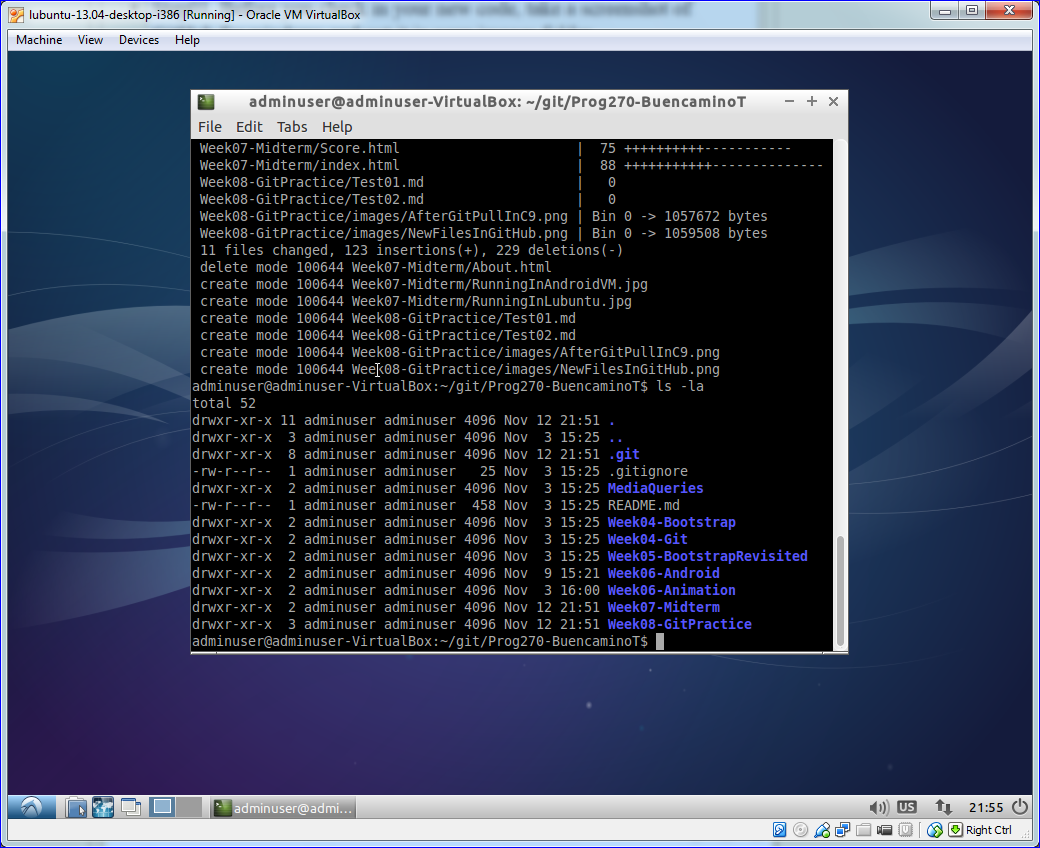 lubuntu-13.04-desktop-i386 [Running] - Oracle VM VirtualBox
in your new code, take a screenshot of
Machine View Devices Help
adminuser@adminuser-VirtualBox: ~/git/Prog270-BuencaminoT
File Edit Tabs Help
Week07-Midterm/Score.html | 75 ++++++++++-----------
Week07-Midterm/index.html | 88 +++++++++++--------------
Week08-GitPractice/Test01.md | 0
Week08-GitPractice/Test02.md | 0
Week08-GitPractice/images/AfterGitPullInC9.png | Bin 0 -> 1057672 bytes
Week08-GitPractice/images/NewFilesInGitHub.png | Bin 0 -> 1059508 bytes
11 files changed, 123 insertions(+), 229 deletions(-)
delete mode 100644 Week07-Midterm/About.html
create mode 100644 Week07-Midterm/RunningInAndroidVM.jpg
create mode 100644 Week07-Midterm/RunningInLubuntu.jpg
create mode 100644 Week08-GitPractice/Test01.md
create mode 100644 Week08-GitPractice/Test02.md
create mode 100644 Week08-GitPractice/images/AfterGitPullInC9.png
create mode 100644 Week08-GitPractice/images/NewFilesInGitHub.png
adminuser@adminuser-VirtualBox:~/git/Prog270-BuencaminoT$ ls -la
total 52
drwxr-xr-x 11 adminuser adminuser 4096 Nov 12 21:51 .
drwxr-xr-x 3 adminuser adminuser 4096 Nov 3 15:25 ..
drwxr-xr-x 8 adminuser adminuser 4096 Nov 12 21:51 .git
-rw-r--r-- 1 adminuser adminuser 25 Nov 3 15:25 .gitignore
drwxr-xr-x 2 adminuser adminuser 4096 Nov 3 15:25 MediaQueries
-rw-r--r-- 1 adminuser adminuser 458 Nov 3 15:25 README.md
drwxr-xr-x 2 adminuser adminuser 4096 Nov 3 15:25 Week04-Bootstrap
drwxr-xr-x 2 adminuser adminuser 4096 Nov 3 15:25 Week04-Git
drwxr-xr-x 2 adminuser adminuser 4096 Nov 3 15:25 Week05-BootstrapRevisited
drwxr-xr-x 2 adminuser adminuser 4096 Nov 9 15:21 Week06-Android
drwxr-xr-x 2 adminuser adminuser 4096 Nov 3 16:00 Week06-Animation
drwxr-xr-x 2 adminuser adminuser 4096 Nov 12 21:51 Week07-Midterm
drwxr-xr-x 3 adminuser adminuser 4096 Nov 12 21:51 Week08-GitPractice
adminuser@adminuser-VirtualBox:~/git/Prog270-BuencaminoT$
adminuser@admi... US 21:55
Right Ctrl